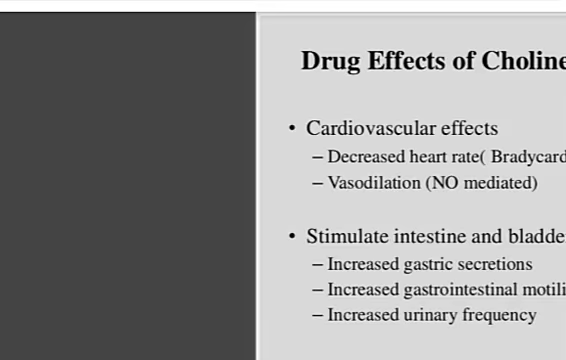 Drug Effects of Choline
• Cardiovascular effects
– Decreased heart rate( Bradycard
– Vasodilation (NO mediated)
• Stimulate intestine and bladde
– Increased gastric secretions
– Increased gastrointestinal motili
– Increased urinary frequency